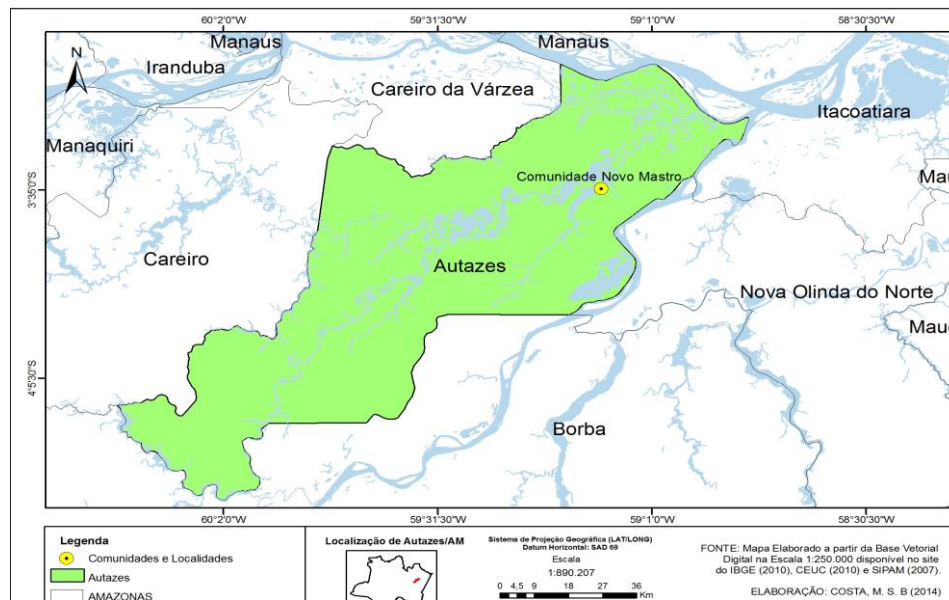 60°2'0"W 59°31'30"W 59°1'0"W 58°30'30"W
Manaus
Manaus
N
Iranduba
Careiro da Várzea
Itacoatiara
Manaquiri
Comunidade Novo Mastro
3°35'0"S
Careiro
Autazes
Nova Olinda do Norte
4°5'30"S
Borba
60°2'0"W 59°31'30"W 59°1'0"W 58°30'30"W
Legenda
Comunidades e Localidades
Autazes
AMAZONAS
Localização de Autazes/AM
Sistema de Projeção Geográfica (LAT/LONG)
Datum Horizontal: SAD 69
Escala
1:890.207
0 4,5 9 18 27 36
Km
FONTE: Mapa Elaborado a partir da Base Vetorial
Digital na Escala 1:250.000 disponível no site
do IBGE (2010), CEUC (2010) e SIPAM (2007).
ELABORAÇÃO: COSTA, M. S. B (2014)